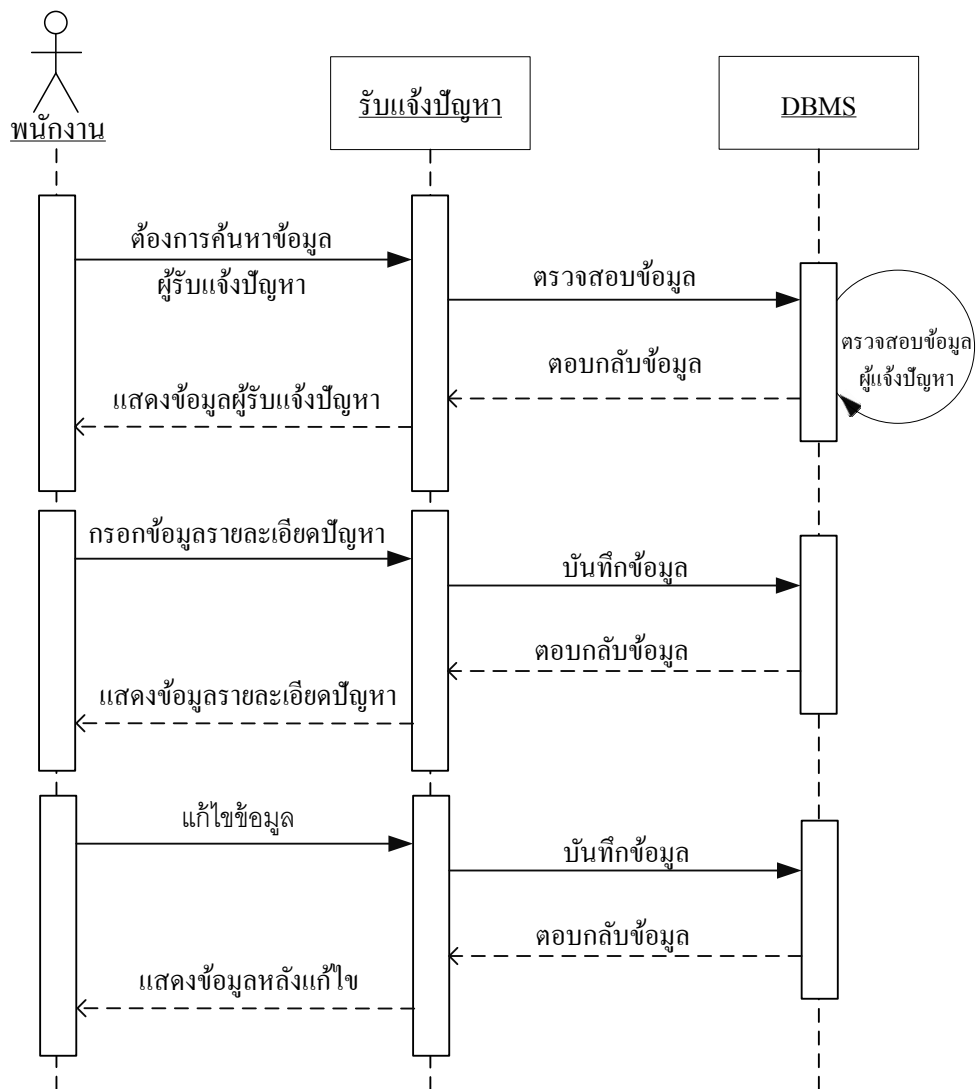 พนักงาน
รับแจ้งปัญหา
DBMS
ต้องการค้นหาข้อมูล
ผู้รับแจ้งปัญหา
ตรวจสอบข้อมูล
ตรวจสอบข้อมูล
ผู้แจ้งปัญหา
ตอบกลับข้อมูล
แสดงข้อมูลผู้รับแจ้งปัญหา
กรอกข้อมูลรายละเอียดปัญหา
บันทึกข้อมูล
ตอบกลับข้อมูล
แสดงข้อมูลรายละเอียดปัญหา
แก้ไขข้อมูล
บันทึกข้อมูล
ตอบกลับข้อมูล
แสดงข้อมูลหลังแก้ไข